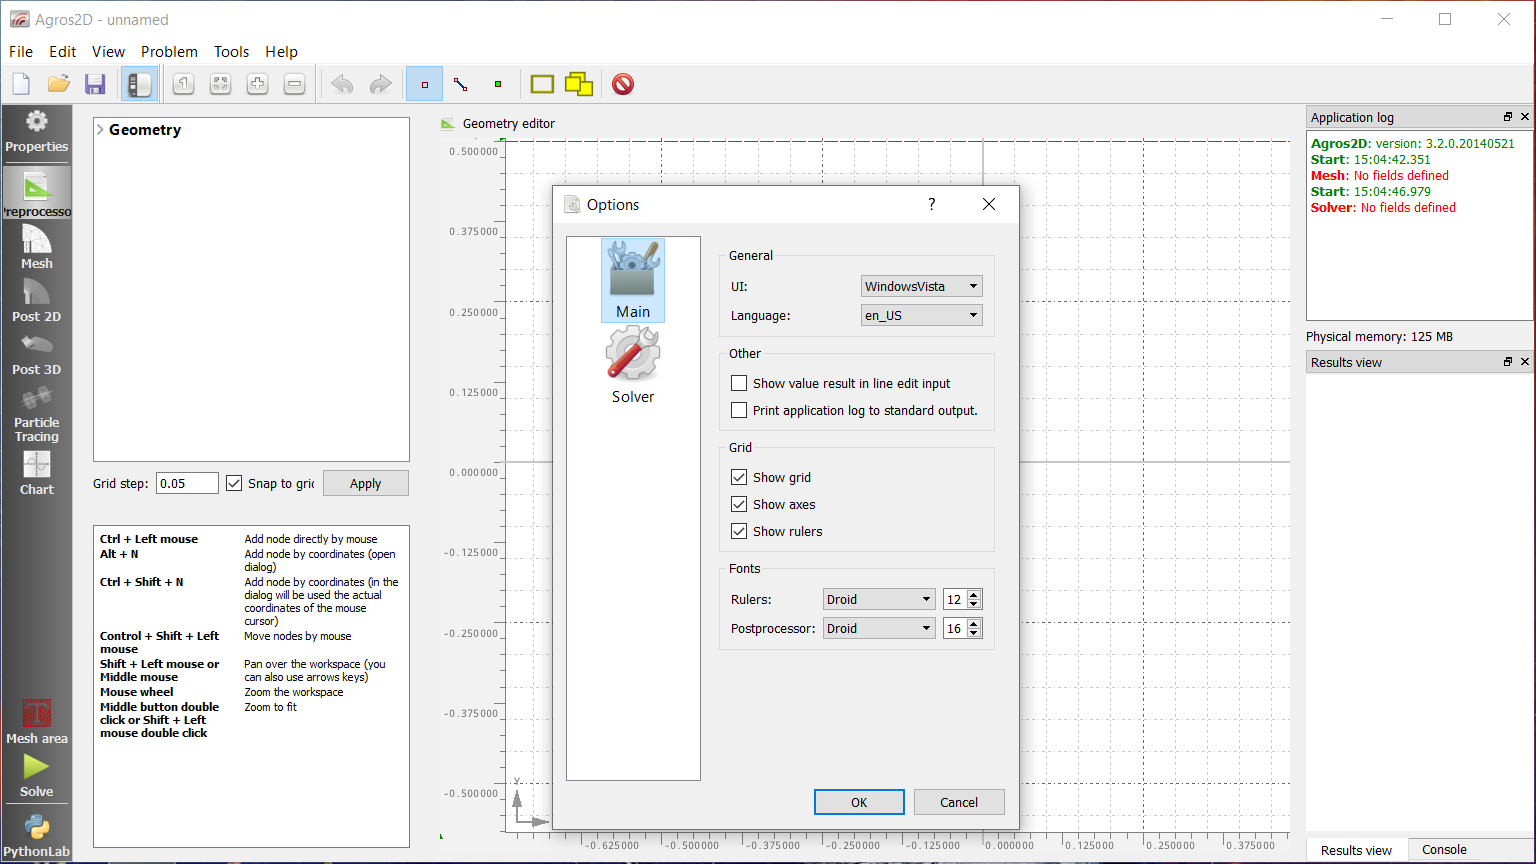 Agros2D - unnamed
File Edit View Problem Tools Help
1
Properties
Preprocesso
Mesh
Post 2D
Post 3D
Particle
Tracing
Chart
Mesh area
Solve
PythonLab
Geometry
Grid step: 0.05 Snap to gri Apply
Ctrl + Left mouse Add node directly by mouse
Alt + N Add node by coordinates (open
dialog)
Ctrl + Shift + N Add node by coordinates (in the
dialog will be used the actual
coordinates of the mouse
cursor)
Control + Shift + Left Move nodes by mouse
mouse
Shift + Left mouse or Pan over the workspace (you
Middle mouse can also use arrows keys)
Mouse wheel Zoom the workspace
Middle button double Zoom to fit
click or Shift + Left
mouse double click
Geometry editor
0.500000
0.375000
0.250000
0.125000
0.000000
-0.125000
-0.250000
-0.375000
-0.500000
Y
-0.625000 -0.500000 -0.375000 -0.250000 -0.125000 0.000000 0.125000 0.250000 0.375000
Options ?
Main
Solver
General
UI: WindowsVista
Language: en_US
Other
Show value result in line edit input
Print application log to standard output.
Grid
Show grid
Show axes
Show rulers
Fonts
Rulers: Droid 12
Postprocessor: Droid 16
OK Cancel
Application log
Agros2D: version: 3.2.0.20140521
Start: 15:04:42.351
Mesh: No fields defined
Start: 15:04:46.979
Solver: No fields defined
Physical memory: 125 MB
Results view
Results view Console